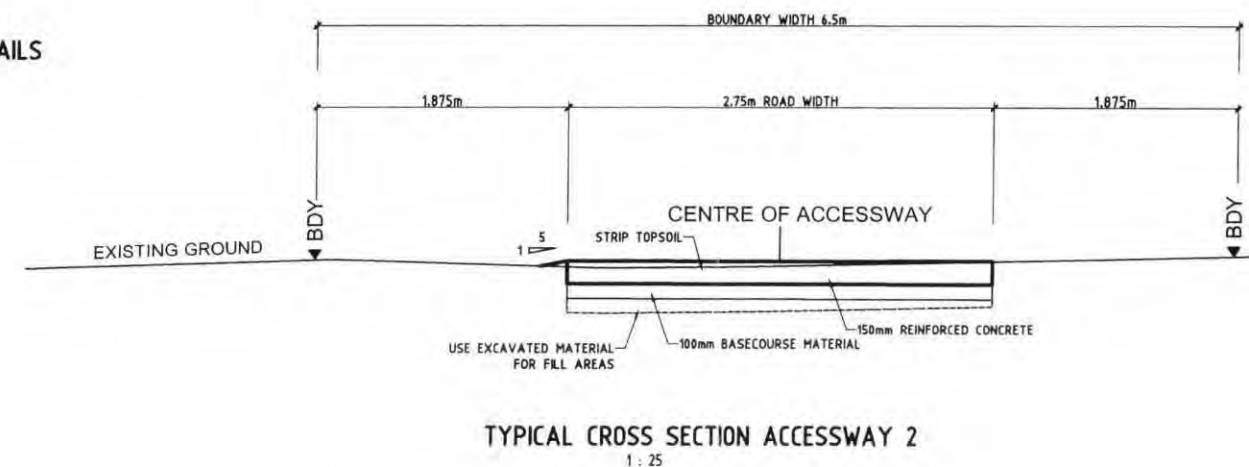 BOUNDARY WIDTH 6.5m
AILS
1.875m
2.75m ROAD WIDTH
1.875m
BDY
BDY
CENTRE OF ACCESSWAY
EXISTING GROUND
5
1
STRIP TOPSOIL
150mm REINFORCED CONCRETE
USE EXCAVATED MATERIAL
FOR FILL AREAS
100mm BASECOURSE MATERIAL
TYPICAL CROSS SECTION ACCESSWAY 2
1 : 25